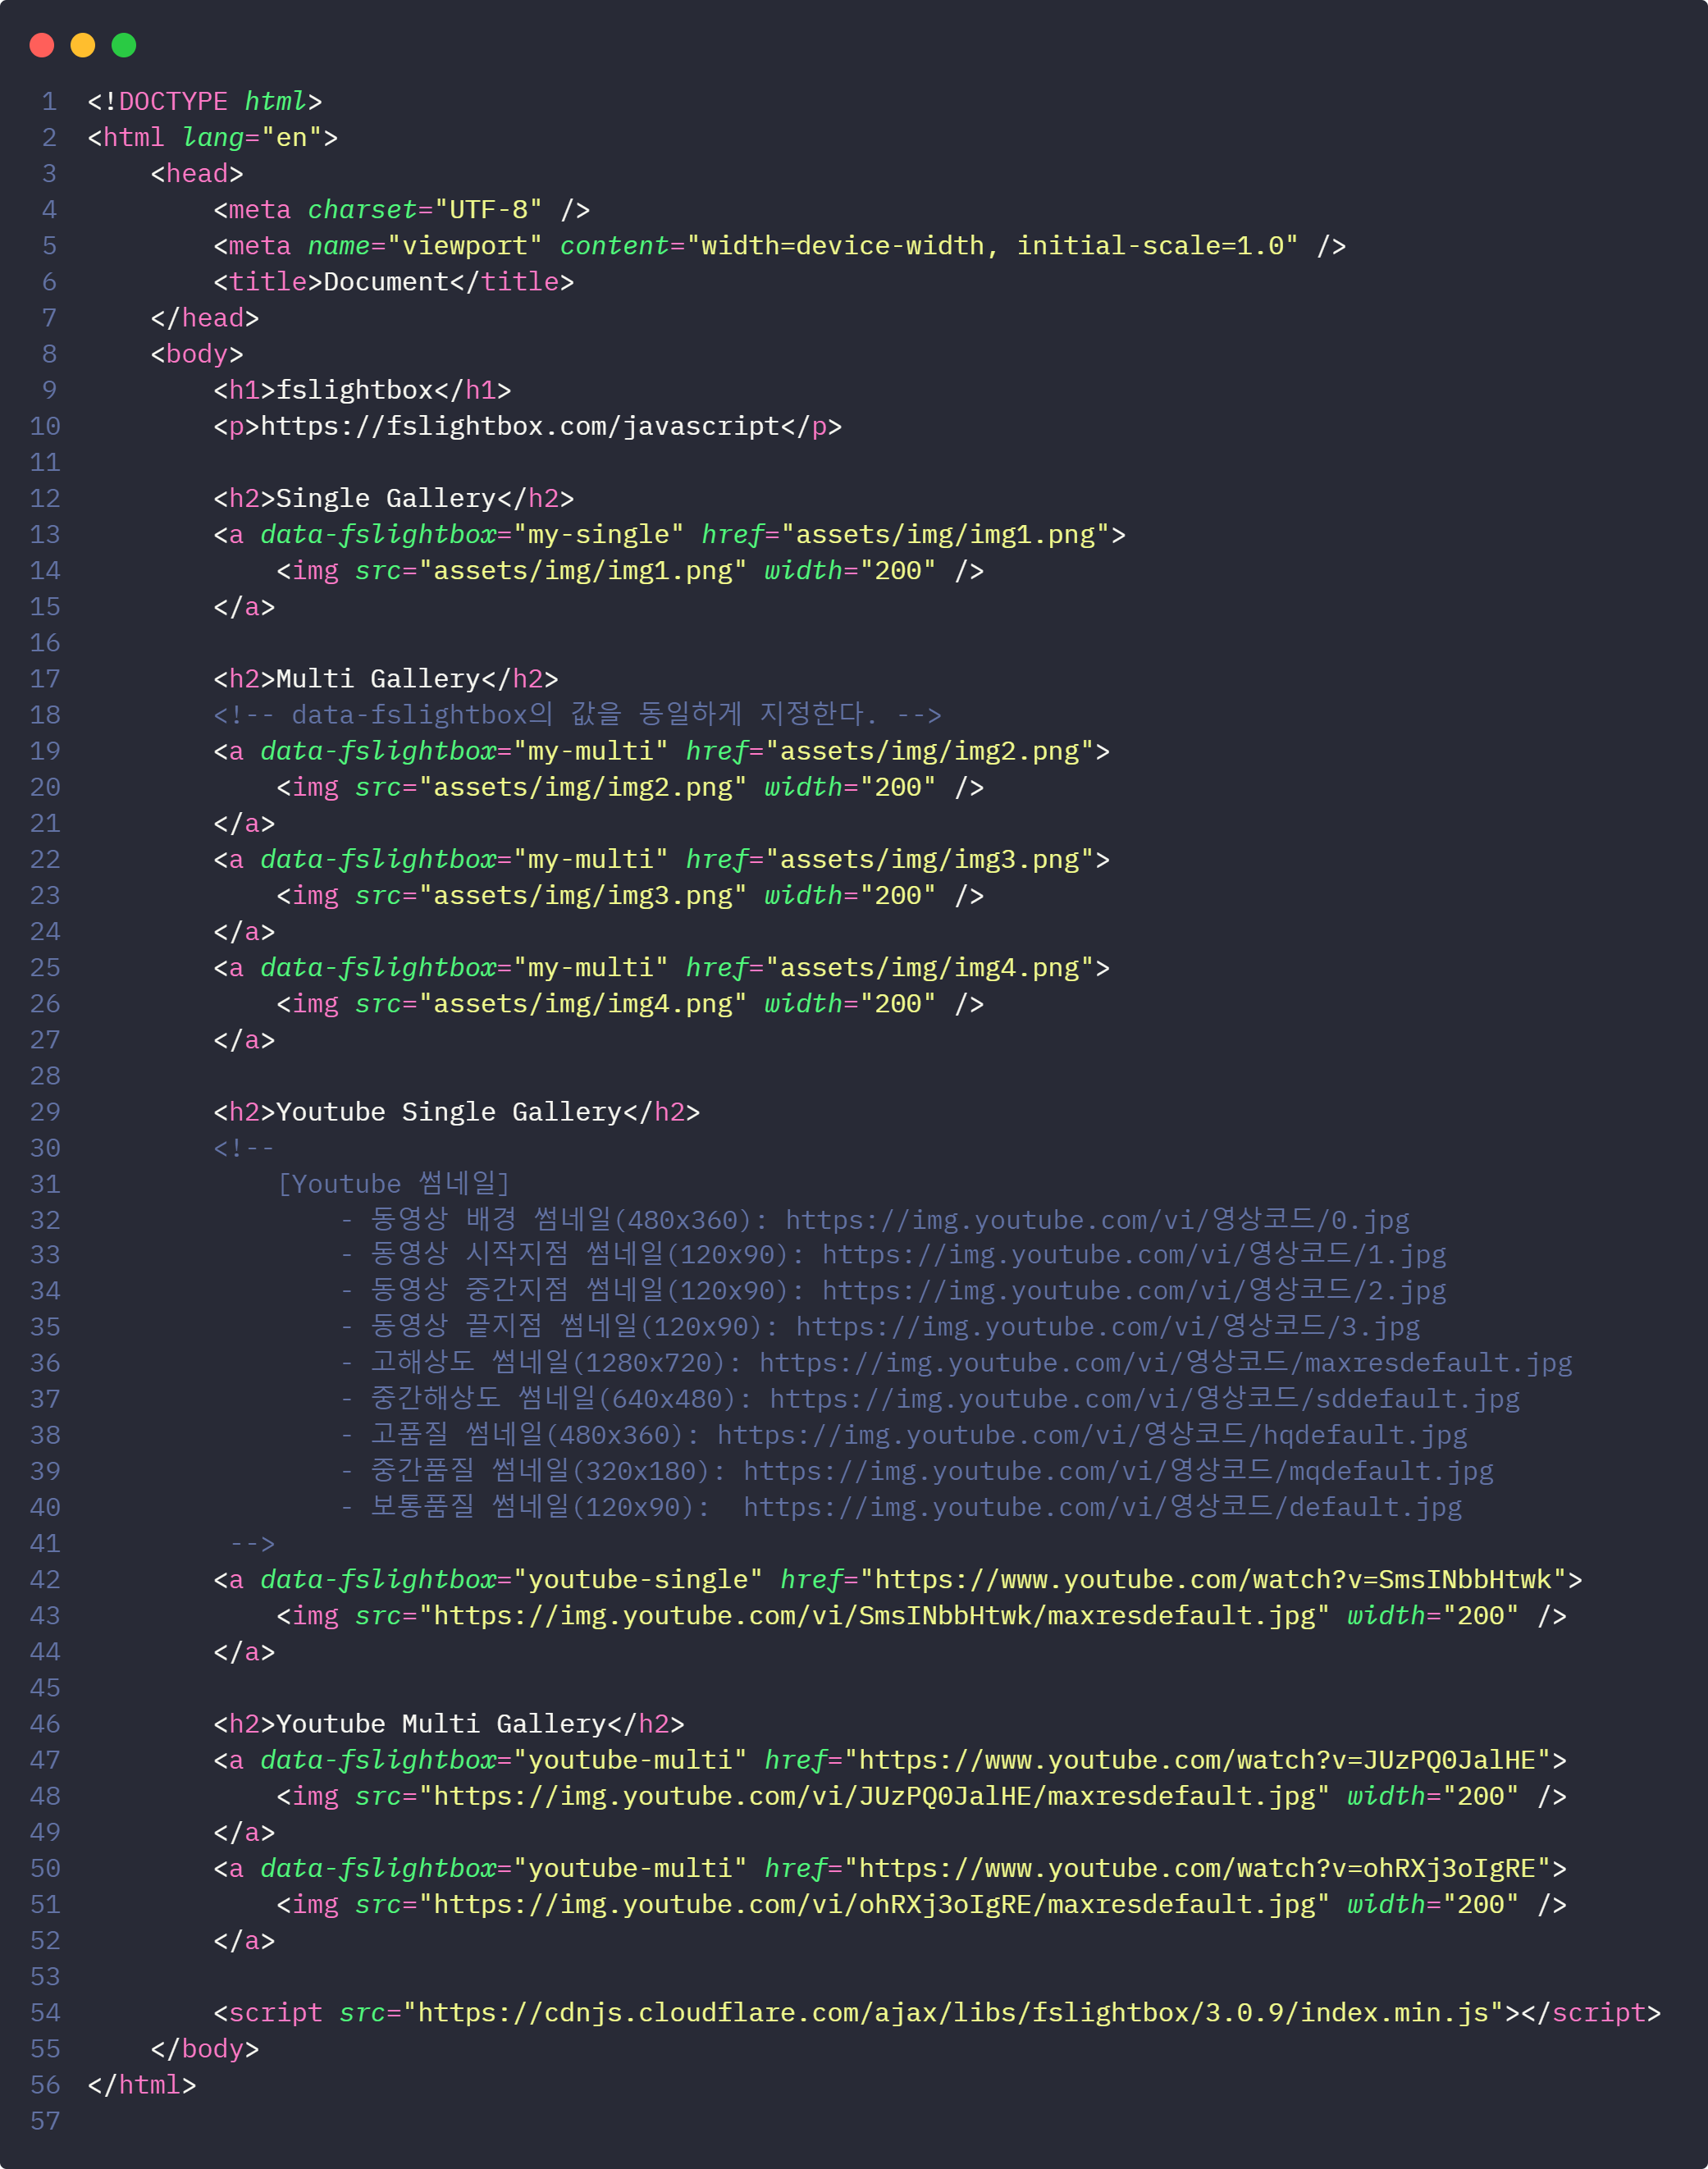 1 <!DOCTYPE html>
2 <html lang="en">
3     <head>
4         <meta charset="UTF-8" />
5         <meta name="viewport" content="width=device-width, initial-scale=1.0" />
6         <title>Document</title>
7     </head>
8     <body>
9         <h1>fslightbox</h1>
10         <p>https://fslightbox.com/javascript</p>
11
12         <h2>Single Gallery</h2>
13         <a data-fslightbox="my-single" href="assets/img/img1.png">
14             <img src="assets/img/img1.png" width="200" />
15         </a>
16
17         <h2>Multi Gallery</h2>
18         <!-- data-fslightbox의 값을 동일하게 지정한다. -->
19         <a data-fslightbox="my-multi" href="assets/img/img2.png">
20             <img src="assets/img/img2.png" width="200" />
21         </a>
22         <a data-fslightbox="my-multi" href="assets/img/img3.png">
23             <img src="assets/img/img3.png" width="200" />
24         </a>
25         <a data-fslightbox="my-multi" href="assets/img/img4.png">
26             <img src="assets/img/img4.png" width="200" />
27         </a>
28
29         <h2>Youtube Single Gallery</h2>
30         <!--
31             [Youtube 썸네일]
32                 - 동영상 배경 썸네일(480x360): https://img.youtube.com/vi/영상코드/0.jpg
33                 - 동영상 시작지점 썸네일(120x90): https://img.youtube.com/vi/영상코드/1.jpg
34                 - 동영상 중간지점 썸네일(120x90): https://img.youtube.com/vi/영상코드/2.jpg
35                 - 동영상 끝지점 썸네일(120x90): https://img.youtube.com/vi/영상코드/3.jpg
36                 - 고해상도 썸네일(1280x720): https://img.youtube.com/vi/영상코드/maxresdefault.jpg
37                 - 중간해상도 썸네일(640x480): https://img.youtube.com/vi/영상코드/sddefault.jpg
38                 - 고품질 썸네일(480x360): https://img.youtube.com/vi/영상코드/hqdefault.jpg
39                 - 중간품질 썸네일(320x180): https://img.youtube.com/vi/영상코드/mqdefault.jpg
40                 - 보통품질 썸네일(120x90):  https://img.youtube.com/vi/영상코드/default.jpg
41          -->
42         <a data-fslightbox="youtube-single" href="https://www.youtube.com/watch?v=SmsINbbHtwk">
43             <img src="https://img.youtube.com/vi/SmsINbbHtwk/maxresdefault.jpg" width="200" />
44         </a>
45
46         <h2>Youtube Multi Gallery</h2>
47         <a data-fslightbox="youtube-multi" href="https://www.youtube.com/watch?v=JUzPQ0JalHE">
48             <img src="https://img.youtube.com/vi/JUzPQ0JalHE/maxresdefault.jpg" width="200" />
49         </a>
50         <a data-fslightbox="youtube-multi" href="https://www.youtube.com/watch?v=ohRXj3oIgRE">
51             <img src="https://img.youtube.com/vi/ohRXj3oIgRE/maxresdefault.jpg" width="200" />
52         </a>
53
54         <script src="https://cdnjs.cloudflare.com/ajax/libs/fslightbox/3.0.9/index.min.js"></script>
55     </body>
56 </html>
57